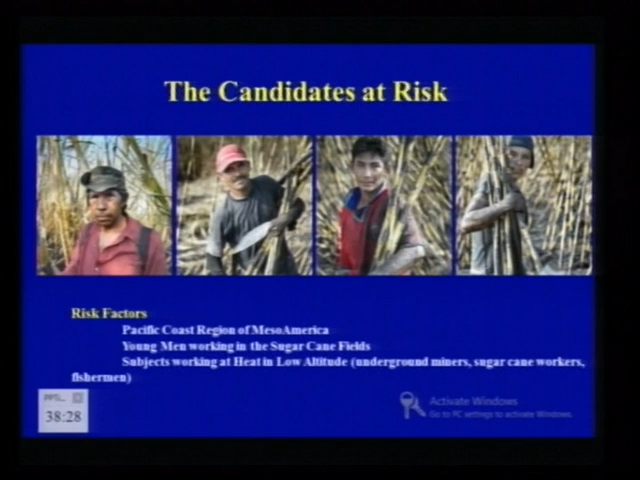 The Candidates at Risk
Risk Factors
Pacific Coast Region of MesoAmerica
Young Men working in the Sugar Cane Fields
Subjects working at Heat in Low Altitude (underground miners, sugar cane workers,
fishermen)
38:28
Activate Windows
Go to PC settings to activate Windows.